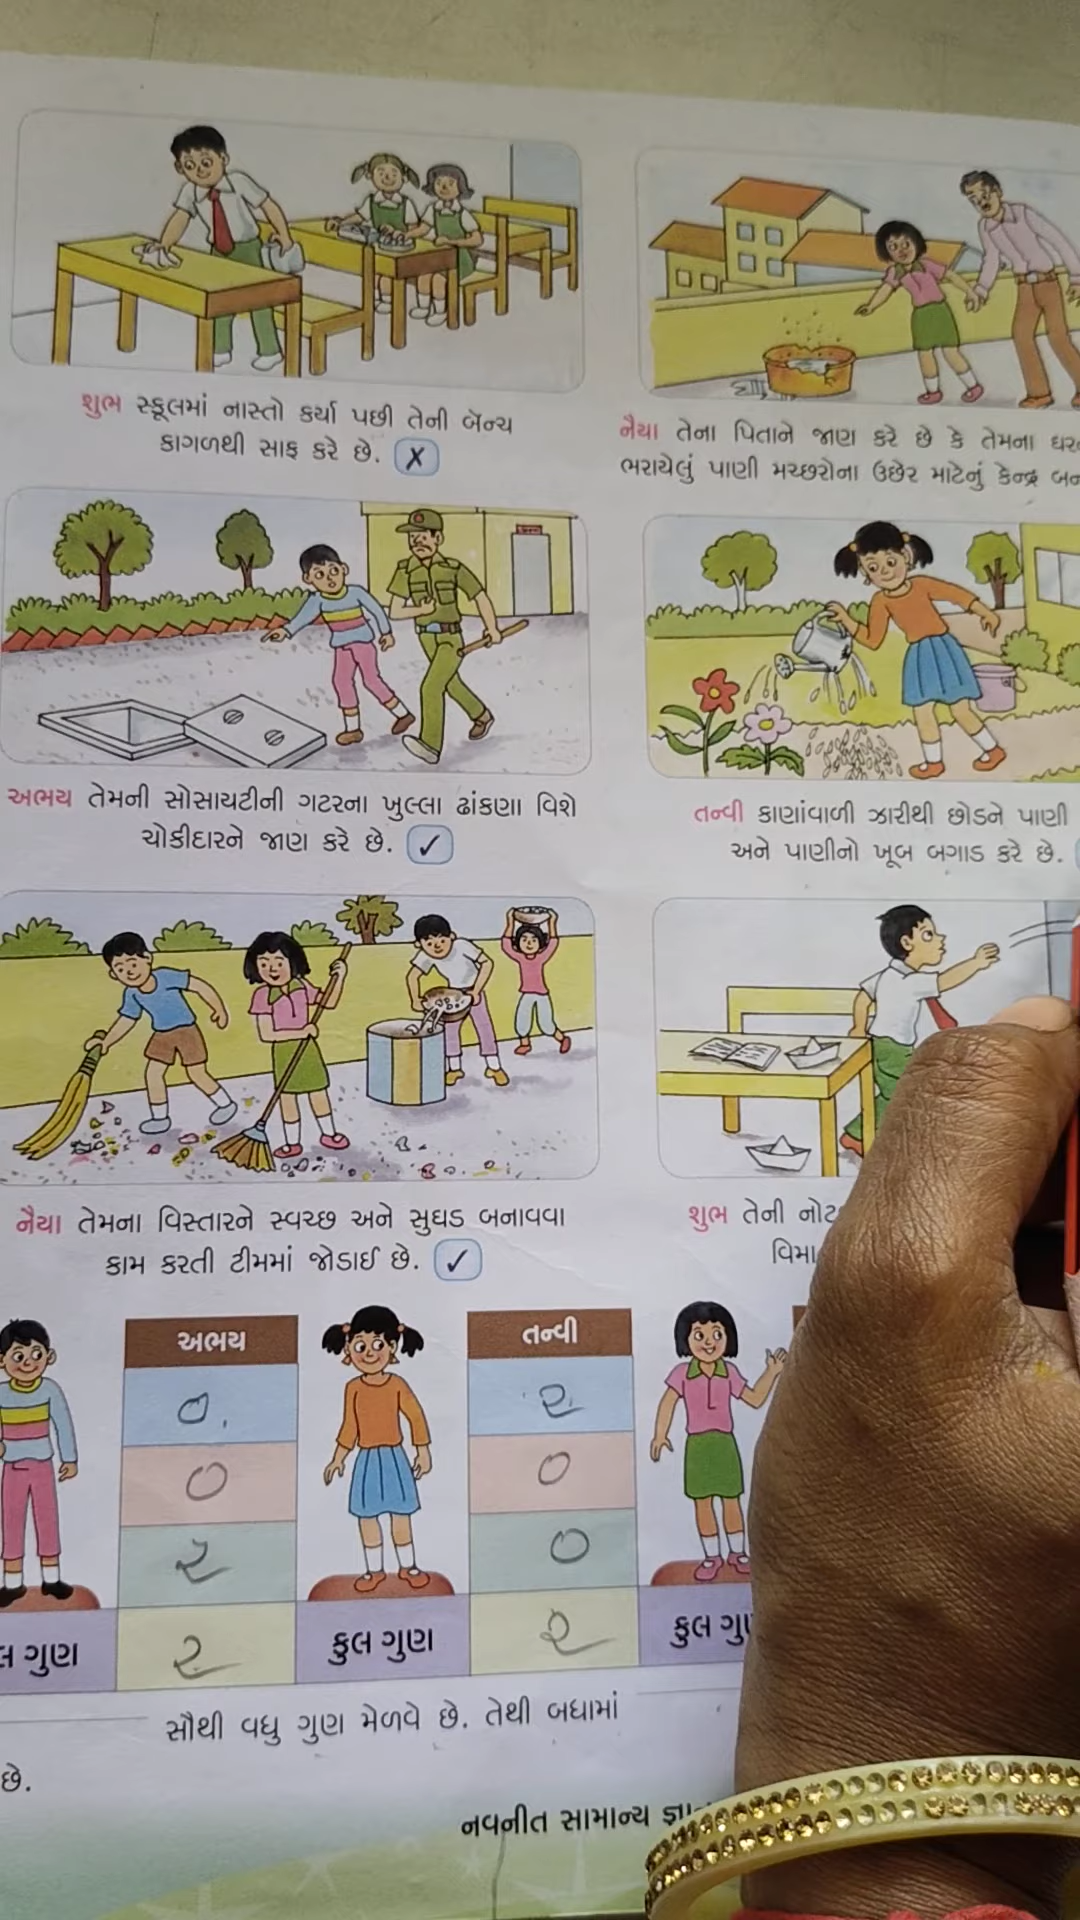 શુભ સ્કૂલમાં નાસ્તો કર્યા પછી તેની બૅન્ચ
કાગળથી સાફ કરે છે. ✗
નૈયા તેના પિતાને જાણ કરે છે કે તેમના
ભરાયેલું પાણી મચ્છરોના ઉછેર માટેનું કેન્દ્ર
અભય તેમની સોસાયટીની ગટરના ખુલ્લા ઢાંકણા વિશે
ચોકીદારને જાણ કરે છે. ✓
તન્વી કાણાંવાળી ઝારીથી છોડને પાણી
અને પાણીનો ખૂબ બગાડ કરે છે.
નૈયા તેમના વિસ્તારને સ્વચ્છ અને સુઘડ બનાવવા
કામ કરતી ટીમમાં જોડાઈ છે. ✓
શુભ તેની
અભય
૦
૦
૨
ગુણ
૨
તન્વી
૨
૦
૦
કુલ ગુણ
૨
કુલ
સૌથી વધુ ગુણ મેળવે છે. તેથી બધામાં
છે.
નવનીત સામાન્ય